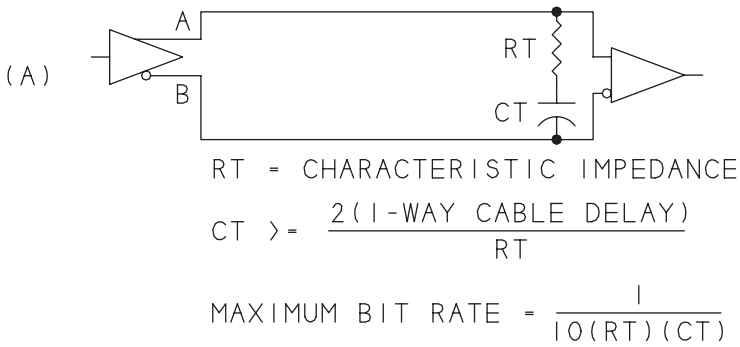 A
RT
(A)
B
CT
RT = CHARACTERISTIC IMPEDANCE
CT >= 2(1-WAY CABLE DELAY)
RT
MAXIMUM BIT RATE = 1
10(RT)(CT)